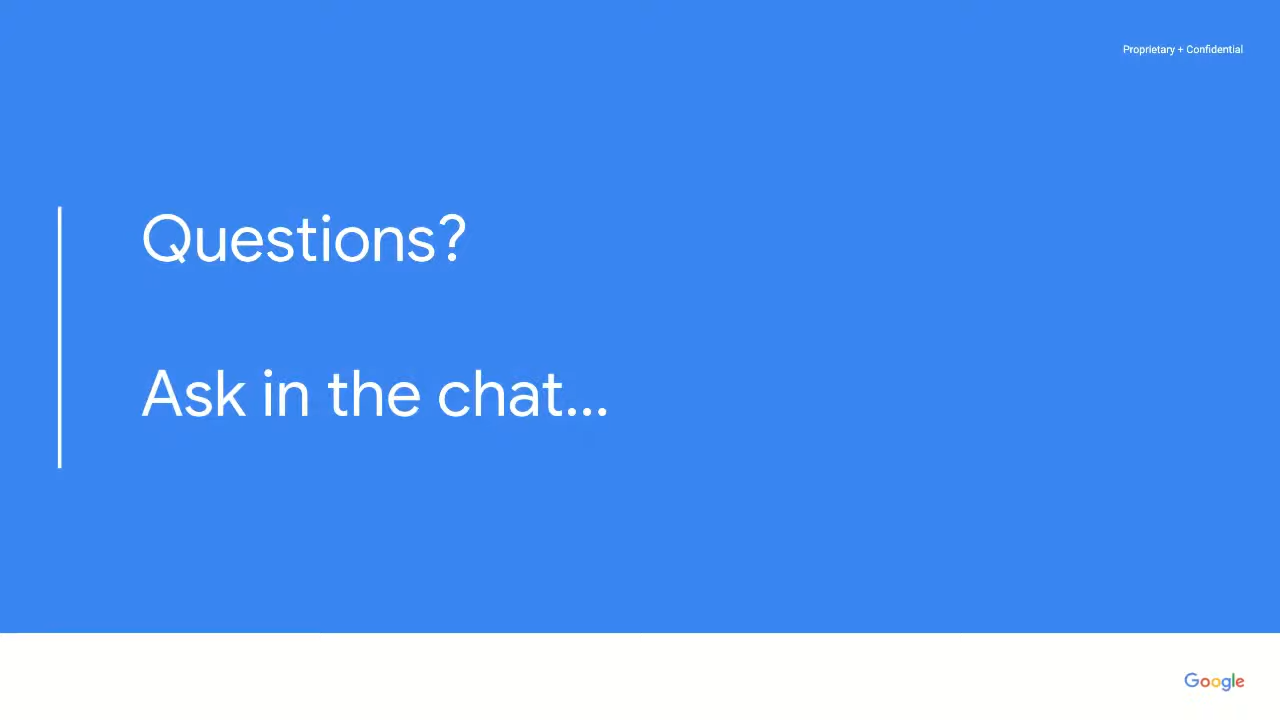 Proprietary + Confidential
Questions?
Ask in the chat...
Google